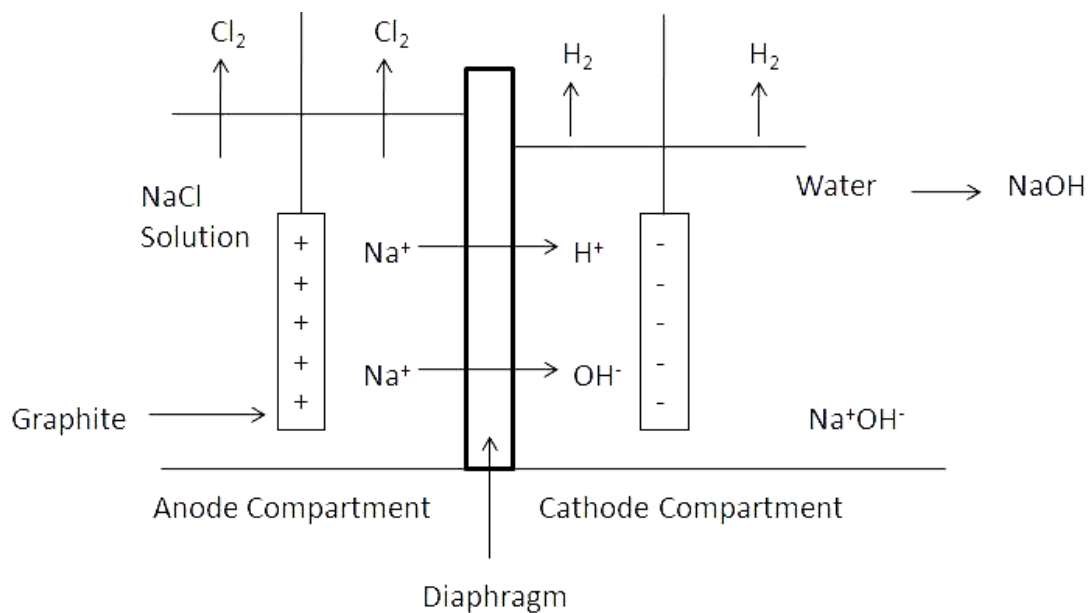 Cl₂
Cl₂
H₂
H₂
NaCl
Solution
Water
NaOH
+
+
+
+
+
-
-
-
-
-
Na⁺
H⁺
Na⁺
OH⁻
Graphite
Na⁺OH⁻
Anode Compartment
Cathode Compartment
Diaphragm